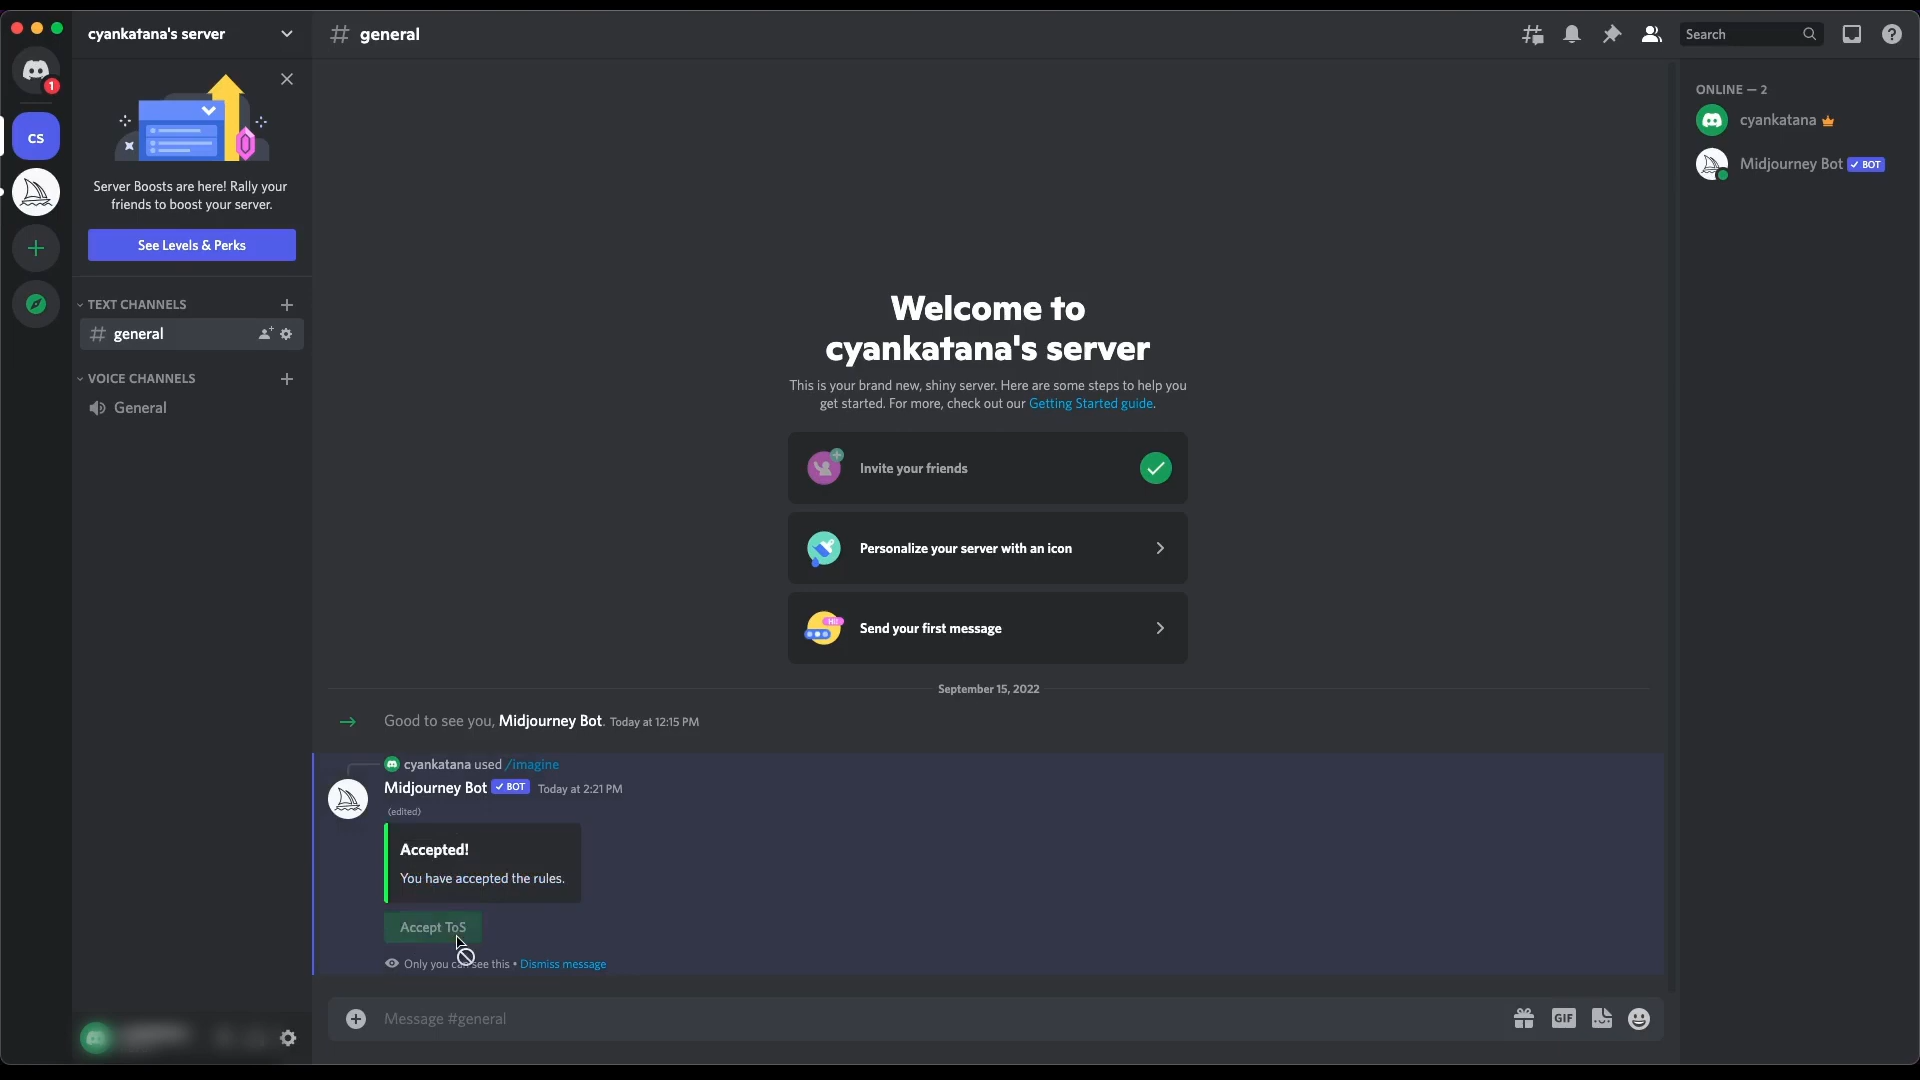 cyankatana's server
# general
Search
1
CS
Server Boosts are here! Rally your
friends to boost your server.
See Levels & Perks
TEXT CHANNELS
general
VOICE CHANNELS
General
Welcome to
cyankatana's server
This is your brand new, shiny server. Here are some steps to help you
get started. For more, check out our Getting Started guide.
Invite your friends
Personalize your server with an icon
Hi!
Send your first message
September 15, 2022
Good to see you, Midjourney Bot. Today at 12:15 PM
cyankatana used /imagine
Midjourney Bot ✓ BOT Today at 2:21 PM
(edited)
Accepted!
You have accepted the rules.
Accept ToS
Only you can see this • Dismiss message
Message #general
GIF
ONLINE — 2
cyankatana
Midjourney Bot ✓ BOT